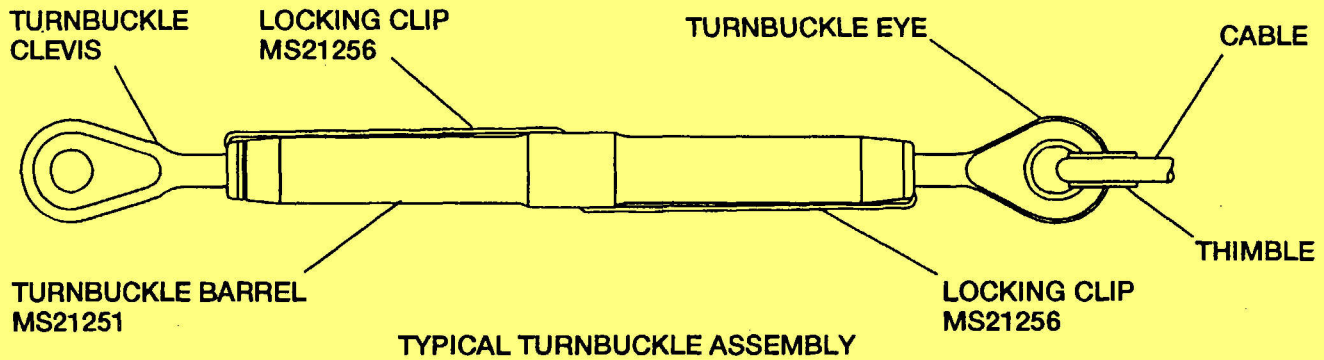 TURNBUCKLE
CLEVIS
LOCKING CLIP
MS21256
TURNBUCKLE EYE
CABLE
THIMBLE
TURNBUCKLE BARREL
MS21251
LOCKING CLIP
MS21256
TYPICAL TURNBUCKLE ASSEMBLY